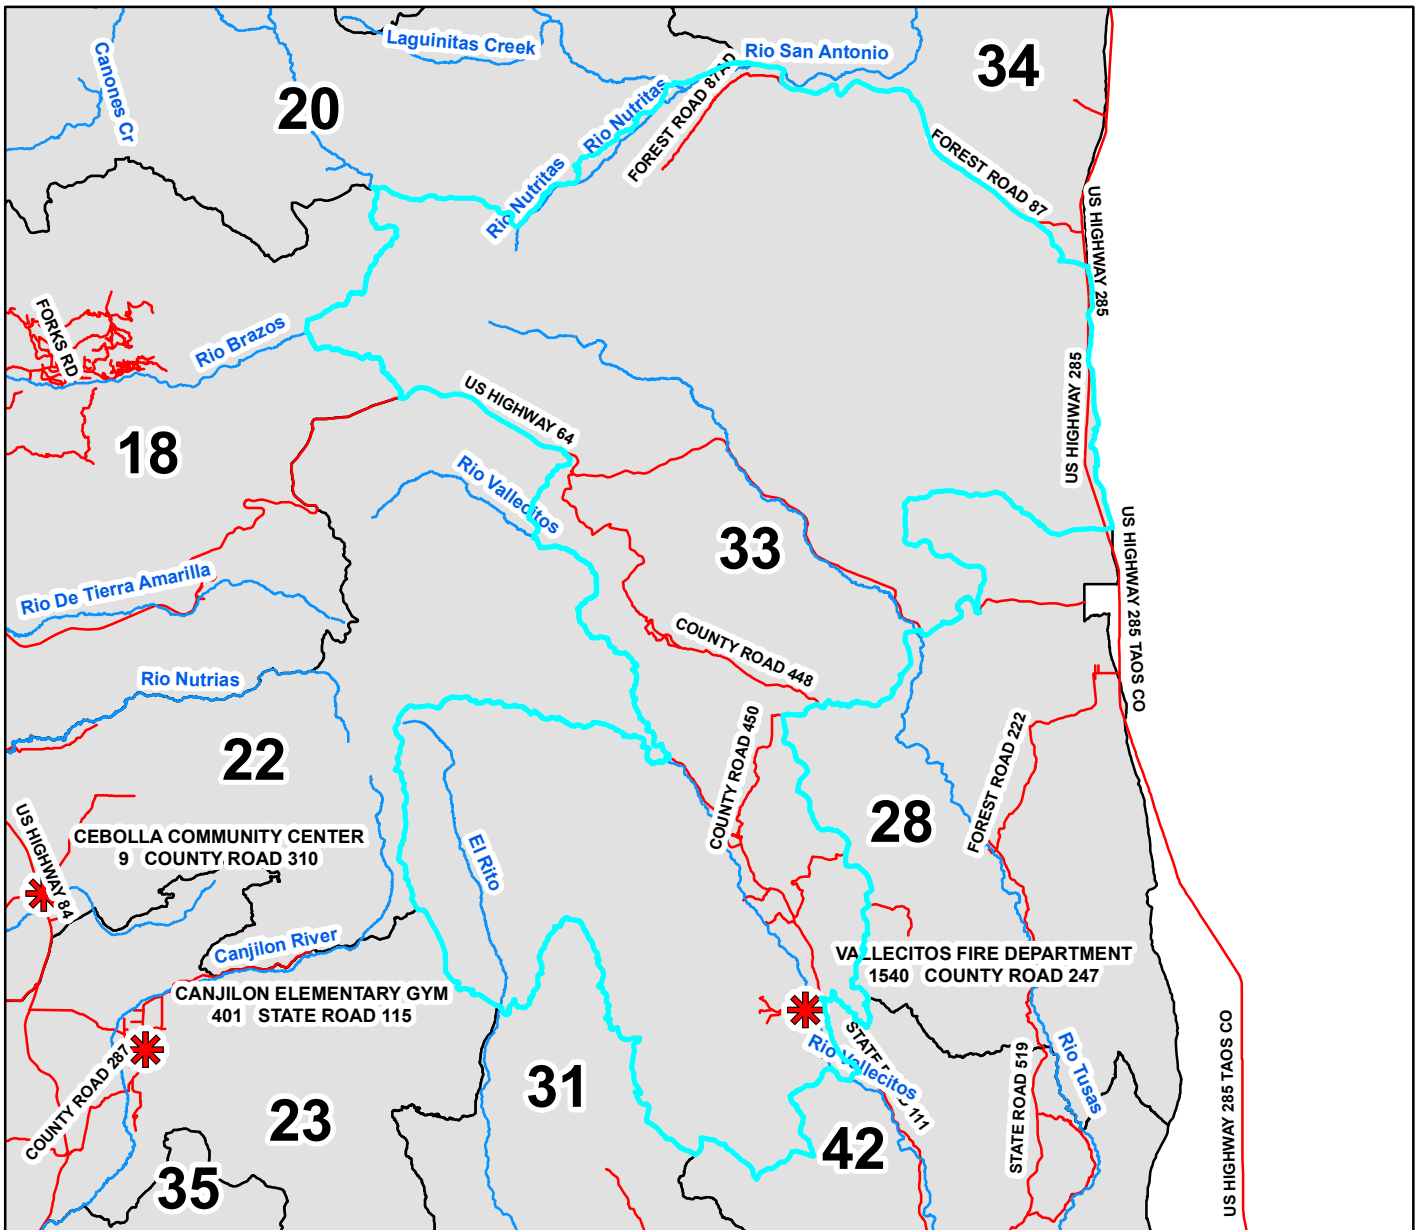 Laguinitas Creek
Rio San Antonio
34
Canones Cr
20
Rio Nutritas
FOREST ROAD 87AD
Rio Nutritas
FOREST ROAD 87
US HIGHWAY 285
FORKS RD
Rio Brazos
US HIGHWAY 285
US HIGHWAY 64
18
Rio Vallecitos
33
US HIGHWAY 285 TAOS CO
Rio De Tierra Amarilla
COUNTY ROAD 448
Rio Nutrias
22
COUNTY ROAD 450
FOREST ROAD 222
28
US HIGHWAY 84
CEBOLLA COMMUNITY CENTER
9 COUNTY ROAD 310
El Rito
Canjilon River
VALLECITOS FIRE DEPARTMENT
1540 COUNTY ROAD 247
CANJILON ELEMENTARY GYM
401 STATE ROAD 115
COUNTY ROAD 287
STATE ROAD 111
Rio Vallecitos
31
STATE ROAD 519
Rio Tusas
US HIGHWAY 285 TAOS CO
23
42
35